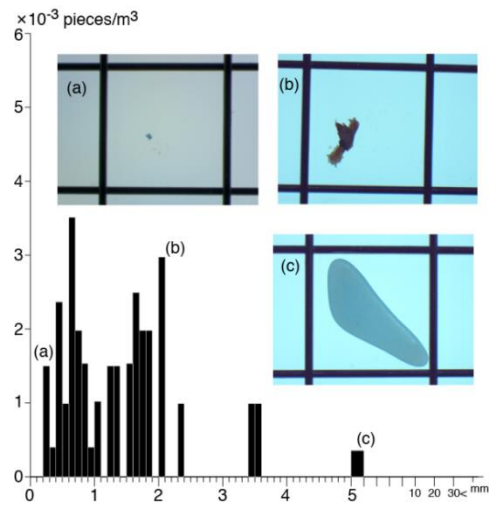 ×10⁻³ pieces/m³
6
(a)
(b)
5
4
3
(b)
(c)
2
(a)
1
(c)
0
0 1 2 3 4 5 10 20 30< mm